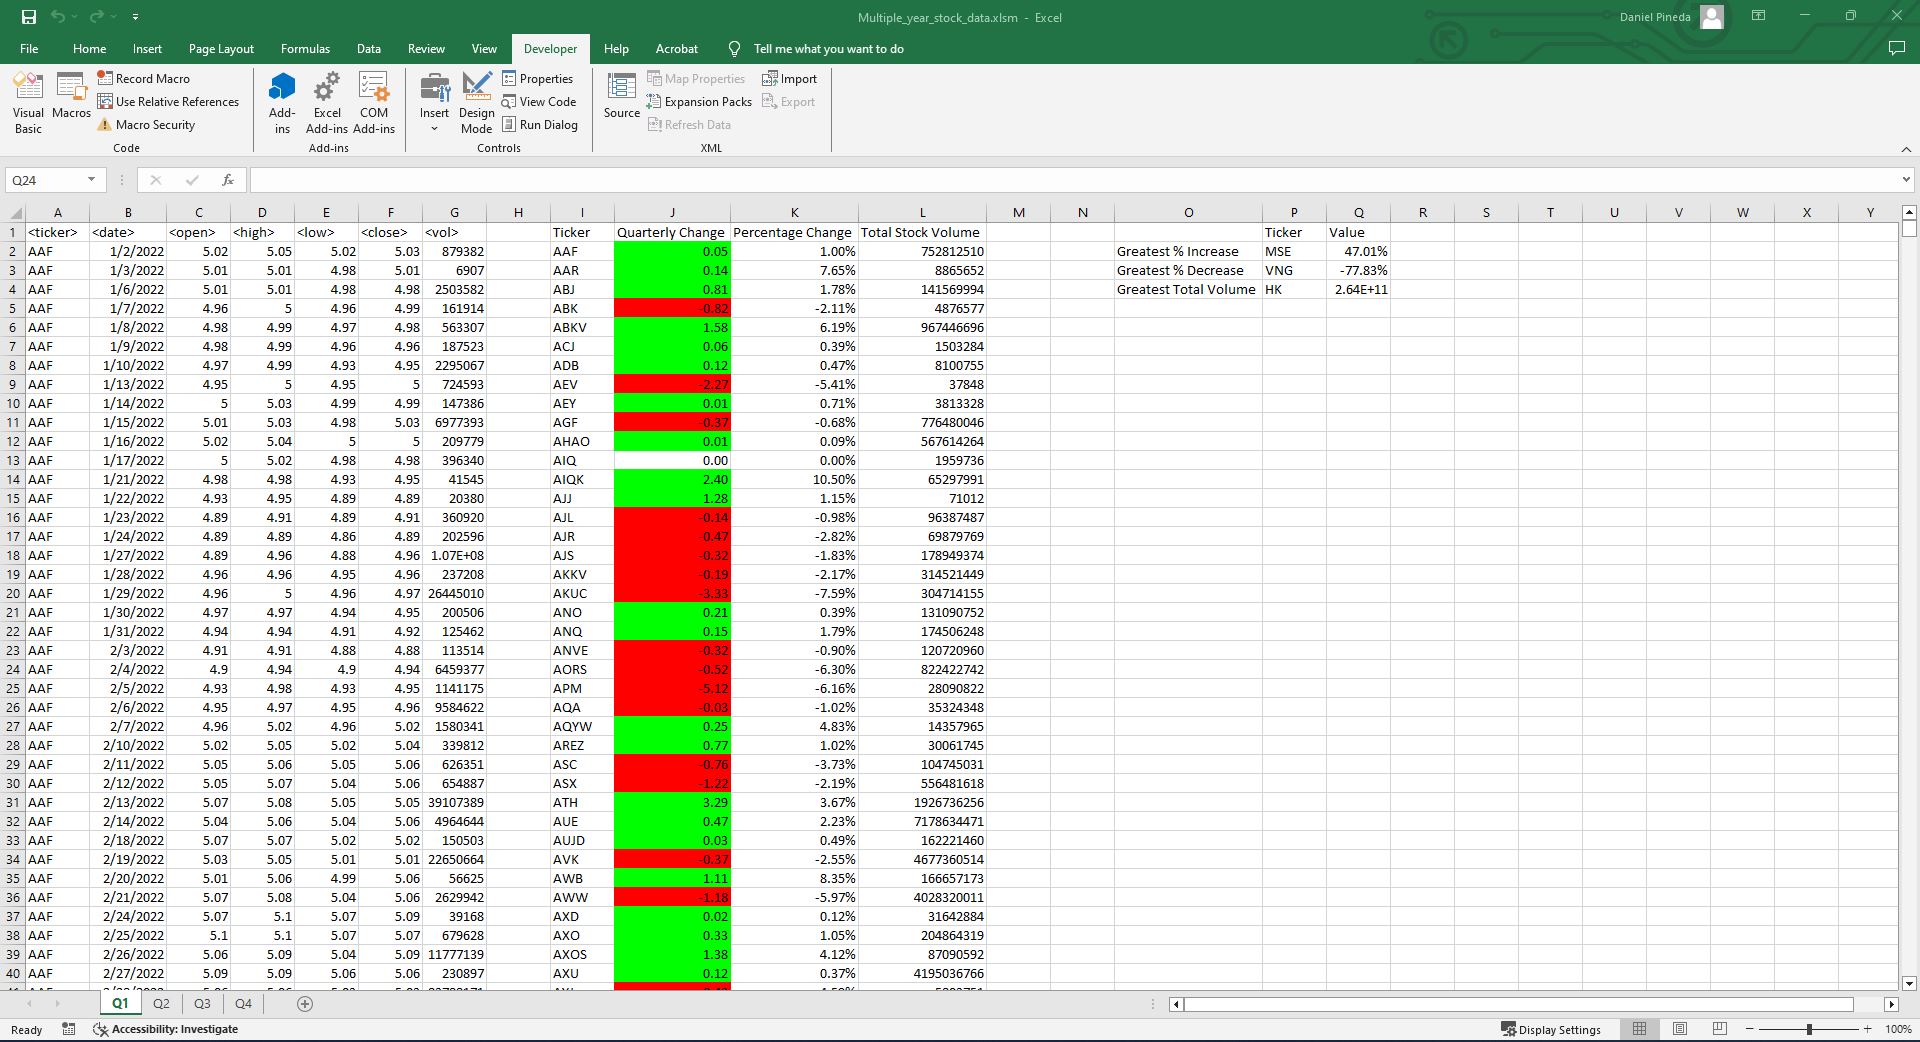 Multiple_year_stock_data.xlsm - Excel
Daniel Pineda
File Home Insert Page Layout Formulas Data Review View Developer Help Acrobat Tell me what you want to do
Visual Basic
Macros
Record Macro
Use Relative References
Macro Security
Code
Add-ins
Excel Add-ins
COM Add-ins
Add-ins
Insert
Design Mode
Properties
View Code
Run Dialog
Controls
Source
Map Properties
Expansion Packs
Refresh Data
Import
Export
XML
Q24
fx
A B C D E F G H I J K L M N O P Q R S T U V W X Y
1 <ticker> <date> <open> <high> <low> <close> <vol> Ticker Quarterly Change Percentage Change Total Stock Volume Ticker Value
2 AAF 1/2/2022 5.02 5.05 5.02 5.03 879382 AAF 0.05 1.00% 752812510 Greatest % Increase MSE 47.01%
3 AAF 1/3/2022 5.01 5.01 4.98 5.01 6907 AAR 0.14 7.65% 8865652 Greatest % Decrease VNG -77.83%
4 AAF 1/6/2022 5.01 5.01 4.98 4.98 2503582 ABJ 0.81 1.78% 141569994 Greatest Total Volume HK 2.64E+11
5 AAF 1/7/2022 4.96 5 4.96 4.99 161914 ABK -0.82 -2.11% 4876577
6 AAF 1/8/2022 4.98 4.99 4.97 4.98 563307 ABKV 1.58 6.19% 967446696
7 AAF 1/9/2022 4.98 4.99 4.96 4.96 187523 ACJ 0.06 0.39% 1503284
8 AAF 1/10/2022 4.97 4.99 4.93 4.95 2295067 ADB 0.12 0.47% 8100755
9 AAF 1/13/2022 4.95 5 4.95 5 724593 AEV -2.27 -5.41% 37848
10 AAF 1/14/2022 5 5.03 4.99 4.99 147386 AEY 0.01 0.71% 3813328
11 AAF 1/15/2022 5.01 5.03 4.98 5.03 6977393 AGF -0.37 -0.68% 776480046
12 AAF 1/16/2022 5.02 5.04 5 5 209779 AHAO 0.01 0.09% 567614264
13 AAF 1/17/2022 5 5.02 4.98 4.98 396340 AIQ 0.00 0.00% 1959736
14 AAF 1/21/2022 4.98 4.98 4.93 4.95 41545 AIQK 2.40 10.50% 65297991
15 AAF 1/22/2022 4.93 4.95 4.89 4.89 20380 AJJ 1.28 1.15% 71012
16 AAF 1/23/2022 4.89 4.91 4.89 4.91 360920 AJL -0.14 -0.98% 96387487
17 AAF 1/24/2022 4.89 4.89 4.86 4.89 202596 AJR -0.47 -2.82% 69879769
18 AAF 1/27/2022 4.89 4.96 4.88 4.96 1.07E+08 AJS -0.32 -1.83% 178949374
19 AAF 1/28/2022 4.96 4.96 4.95 4.96 237208 AKKV -0.19 -2.17% 314521449
20 AAF 1/29/2022 4.96 5 4.96 4.97 26445010 AKUC -3.33 -7.59% 304714155
21 AAF 1/30/2022 4.97 4.97 4.94 4.95 200506 ANO 0.21 0.39% 131090752
22 AAF 1/31/2022 4.94 4.94 4.91 4.92 125462 ANQ 0.15 1.79% 174506248
23 AAF 2/3/2022 4.91 4.91 4.88 4.88 113514 ANVE -0.32 -0.90% 120720960
24 AAF 2/4/2022 4.9 4.94 4.9 4.94 6459377 AORS -0.52 -6.30% 822422742
25 AAF 2/5/2022 4.93 4.98 4.93 4.95 1141175 APM -5.12 -6.16% 28090822
26 AAF 2/6/2022 4.95 4.97 4.95 4.96 9584622 AQA -0.03 -1.02% 35324348
27 AAF 2/7/2022 4.96 5.02 4.96 5.02 1580341 AQYW 0.25 4.83% 14357965
28 AAF 2/10/2022 5.02 5.05 5.02 5.04 339812 AREZ 0.77 1.02% 30061745
29 AAF 2/11/2022 5.05 5.06 5.05 5.06 626351 ASC -0.76 -3.73% 104745031
30 AAF 2/12/2022 5.05 5.07 5.04 5.06 654887 ASX -1.22 -2.19% 556481618
31 AAF 2/13/2022 5.07 5.08 5.05 5.05 39107389 ATH 3.29 3.67% 1926736256
32 AAF 2/14/2022 5.04 5.06 5.04 5.06 4964644 AUE 0.47 2.23% 7178634471
33 AAF 2/18/2022 5.07 5.07 5.02 5.02 150503 AUJD 0.03 0.49% 162221460
34 AAF 2/19/2022 5.03 5.05 5.01 5.01 22650664 AVK -0.37 -2.55% 4677360514
35 AAF 2/20/2022 5.01 5.06 4.99 5.06 56625 AWB 1.11 8.35% 166657173
36 AAF 2/21/2022 5.07 5.08 5.04 5.06 2629942 AWW -1.18 -5.97% 4028320011
37 AAF 2/24/2022 5.07 5.1 5.07 5.09 39168 AXD 0.02 0.12% 31642884
38 AAF 2/25/2022 5.1 5.1 5.07 5.07 679628 AXO 0.33 1.05% 204864319
39 AAF 2/26/2022 5.06 5.09 5.04 5.09 11777139 AXOS 1.38 4.12% 87090592
40 AAF 2/27/2022 5.09 5.09 5.06 5.06 230897 AXU 0.12 0.37% 4195036766
Q1 Q2 Q3 Q4
Ready Accessibility: Investigate Display Settings 100%